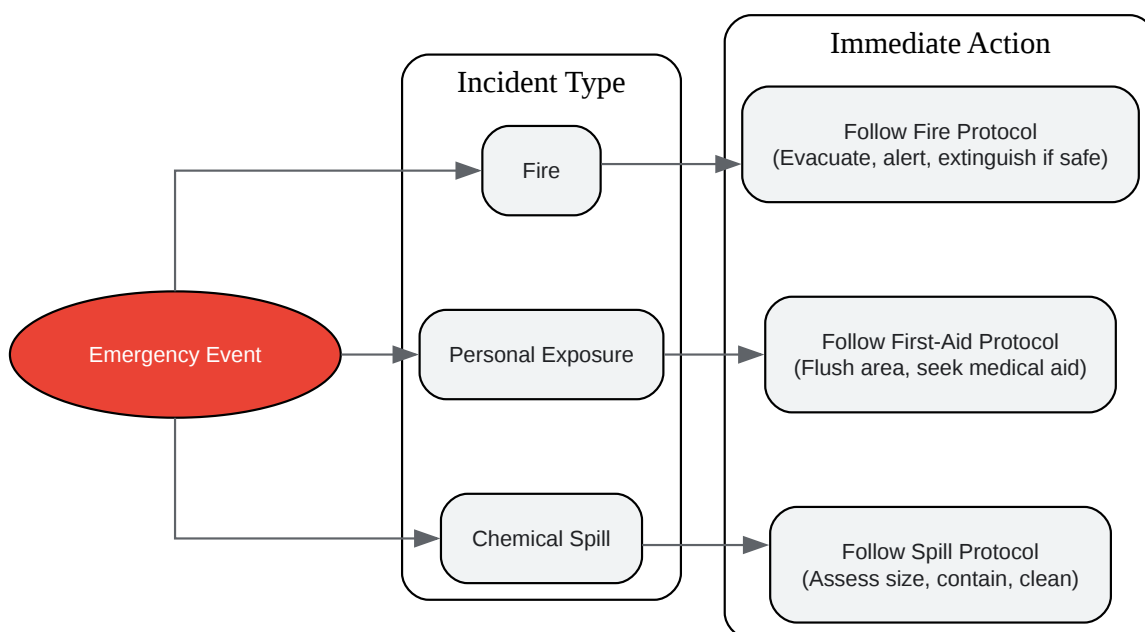 Immediate Action
Incident Type
Follow Fire Protocol
(Evacuate, alert, extinguish if safe)
Fire
Emergency Event
Personal Exposure
Follow First-Aid Protocol
(Flush area, seek medical aid)
Chemical Spill
Follow Spill Protocol
(Assess size, contain, clean)